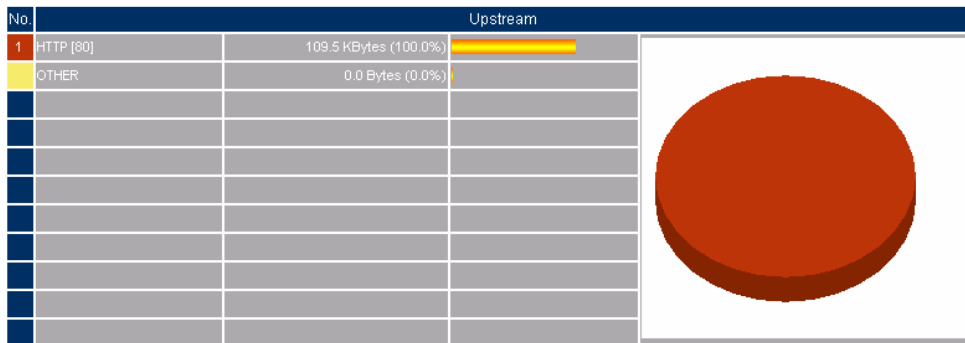 No. Upstream
1 HTTP [80] 109.5 KBytes (100.0%)
OTHER 0.0 Bytes (0.0%)